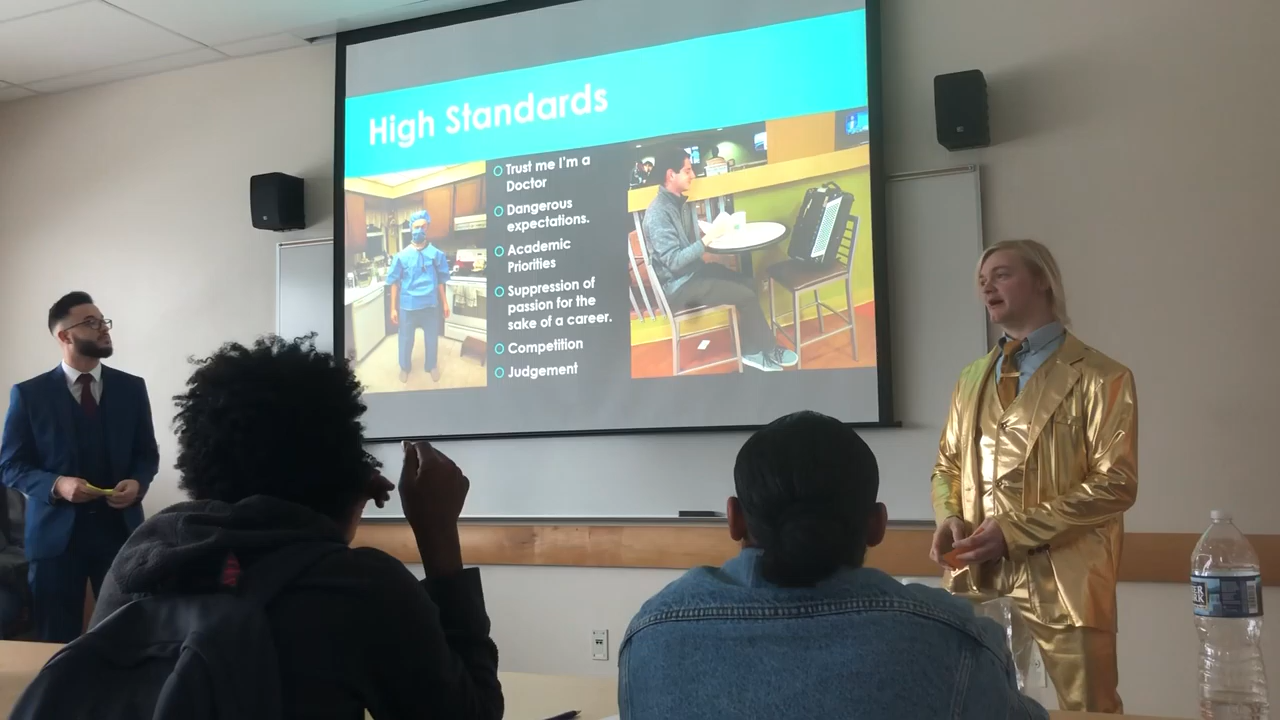 High Standards
Trust me I'm a
Doctor
Dangerous
expectations.
Academic
Priorities
Suppression of
passion for the
sake of a career.
Competition
Judgement